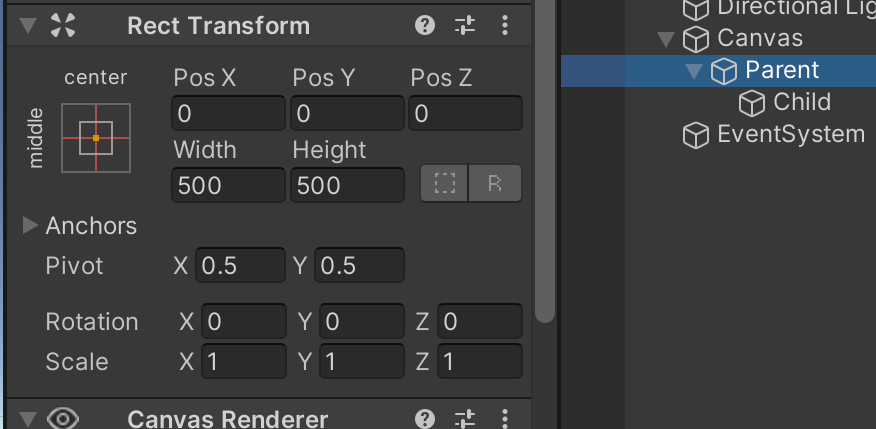 Rect Transform
center
middle
Pos X Pos Y Pos Z
0 0 0
Width Height
500 500
R
Anchors
Pivot X 0.5 Y 0.5
Rotation X 0 Y 0 Z 0
Scale X 1 Y 1 Z 1
Canvas Renderer
Directional Lig
Canvas
Parent
Child
EventSystem